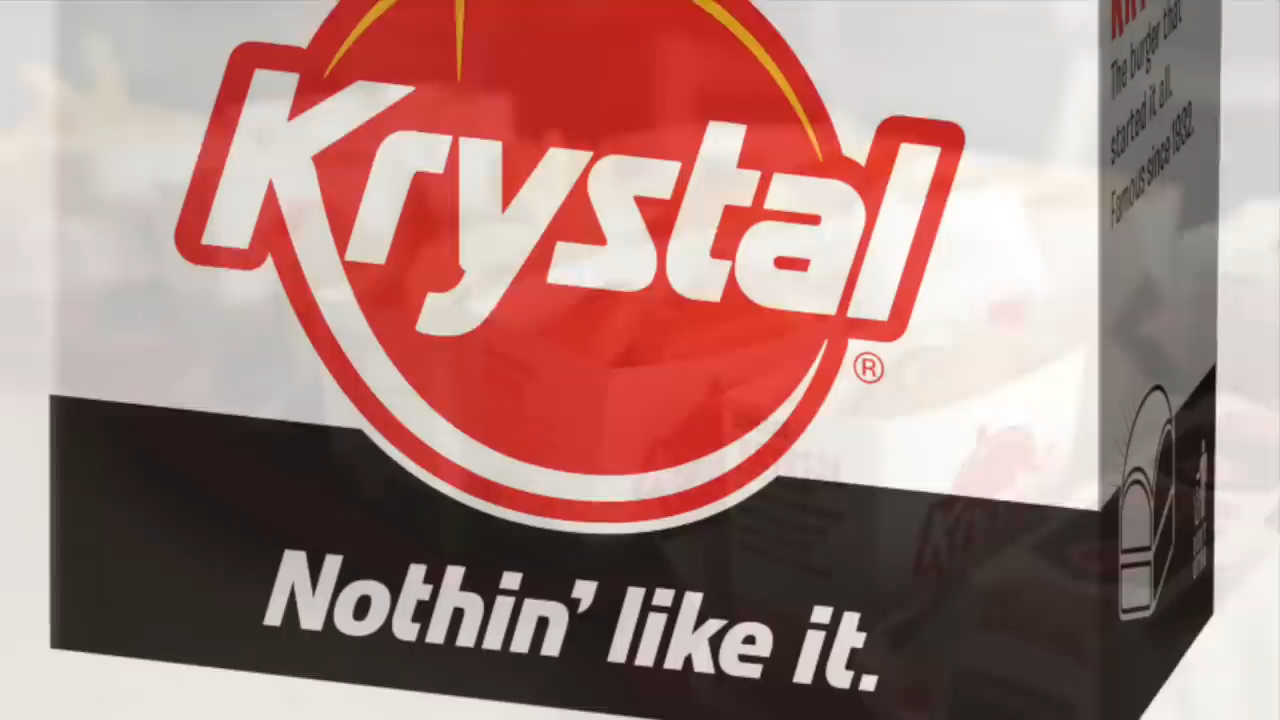 Krystal
®
Nothin’ like it.
The burger that
started it all.
Famous since 1932.